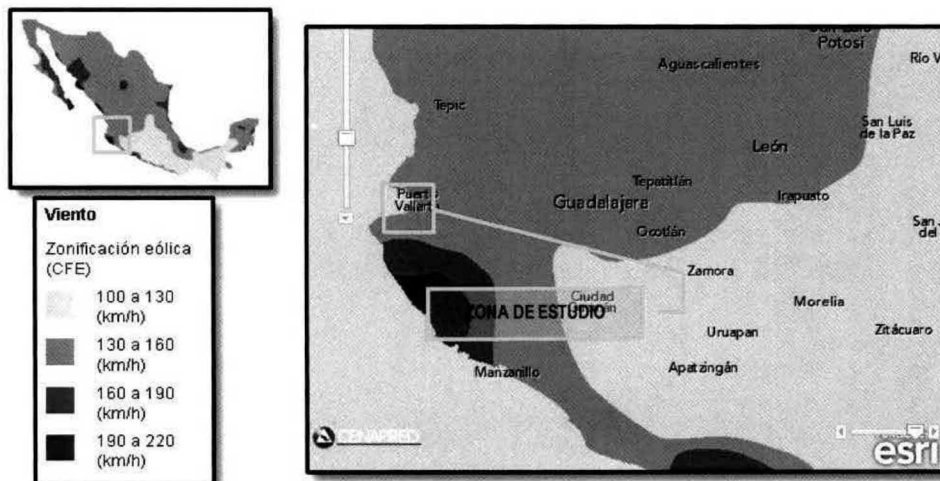 Viento
Zonificación eólica
(CFE)
100 a 130
(km/h)
130 a 160
(km/h)
160 a 190
(km/h)
190 a 220
(km/h)
Potosí
Aguascalientes
Río V
Tepic
San Luis
de la Paz
León
Tepatitlán
Puerto
Vallarta
Guadalajara
Irapuato
San J
del
Ocotlán
Zamora
Ciudad
ZONA DE ESTUDIO
Morelia
Uruapan
Zitácuaro
Manzanillo
Apatzingán
CENAPRED
esri